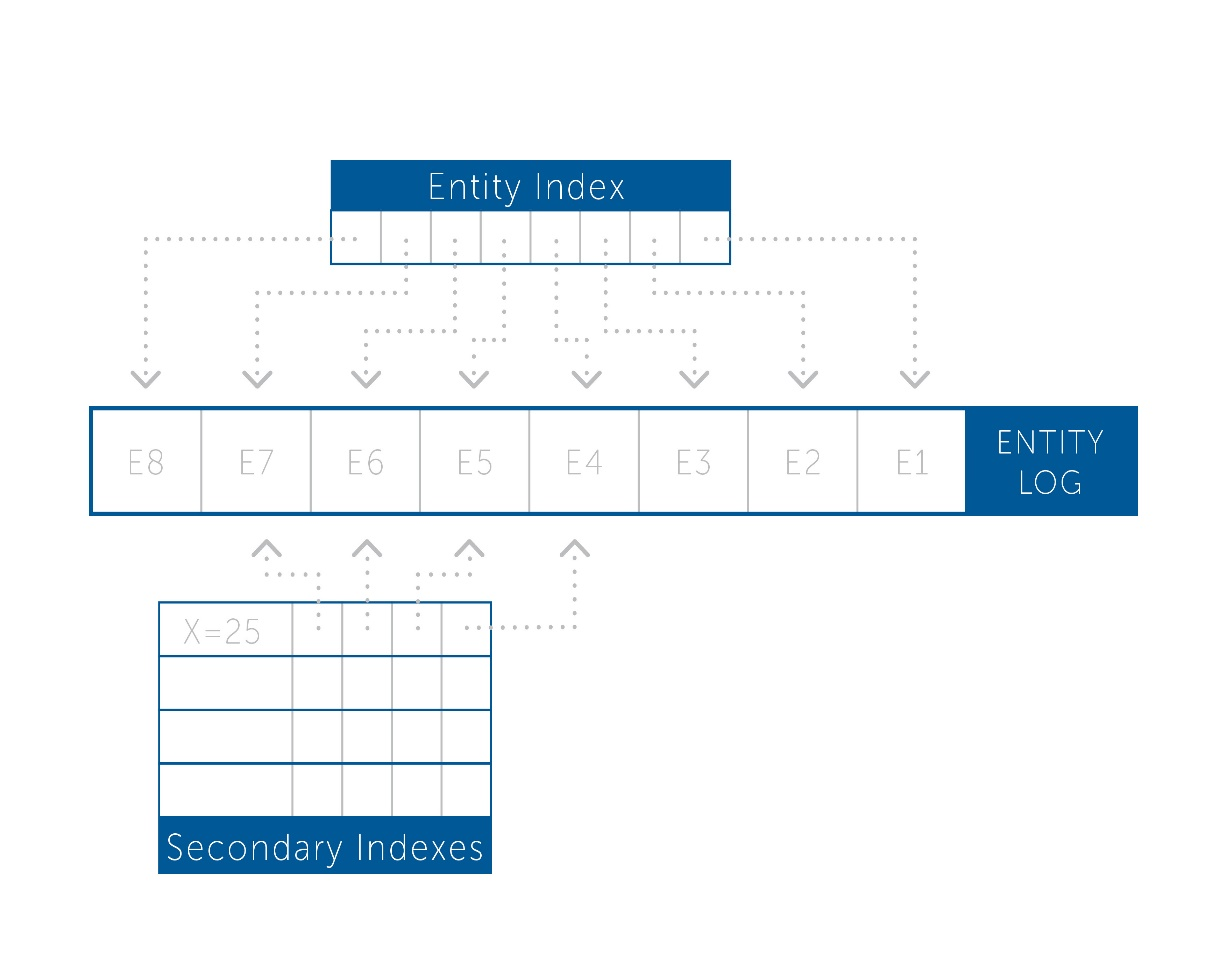 Entity Index
E8 E7 E6 E5 E4 E3 E2 E1
ENTITY
LOG
X=25
Secondary Indexes